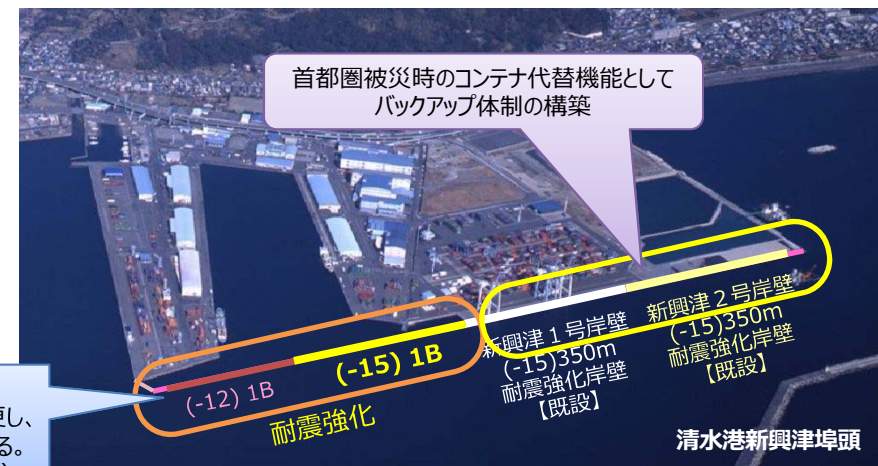 首都圏被災時のコンテナ代替機能として
バックアップ体制の構築
新興津２号岸壁
(-15)350m
耐震強化岸壁
【既設】
新興津１号岸壁
(-15)350m
耐震強化岸壁
【既設】
(-15) 1B
(-12) 1B
耐震強化
更し、
る。
清水港新興津埠頭